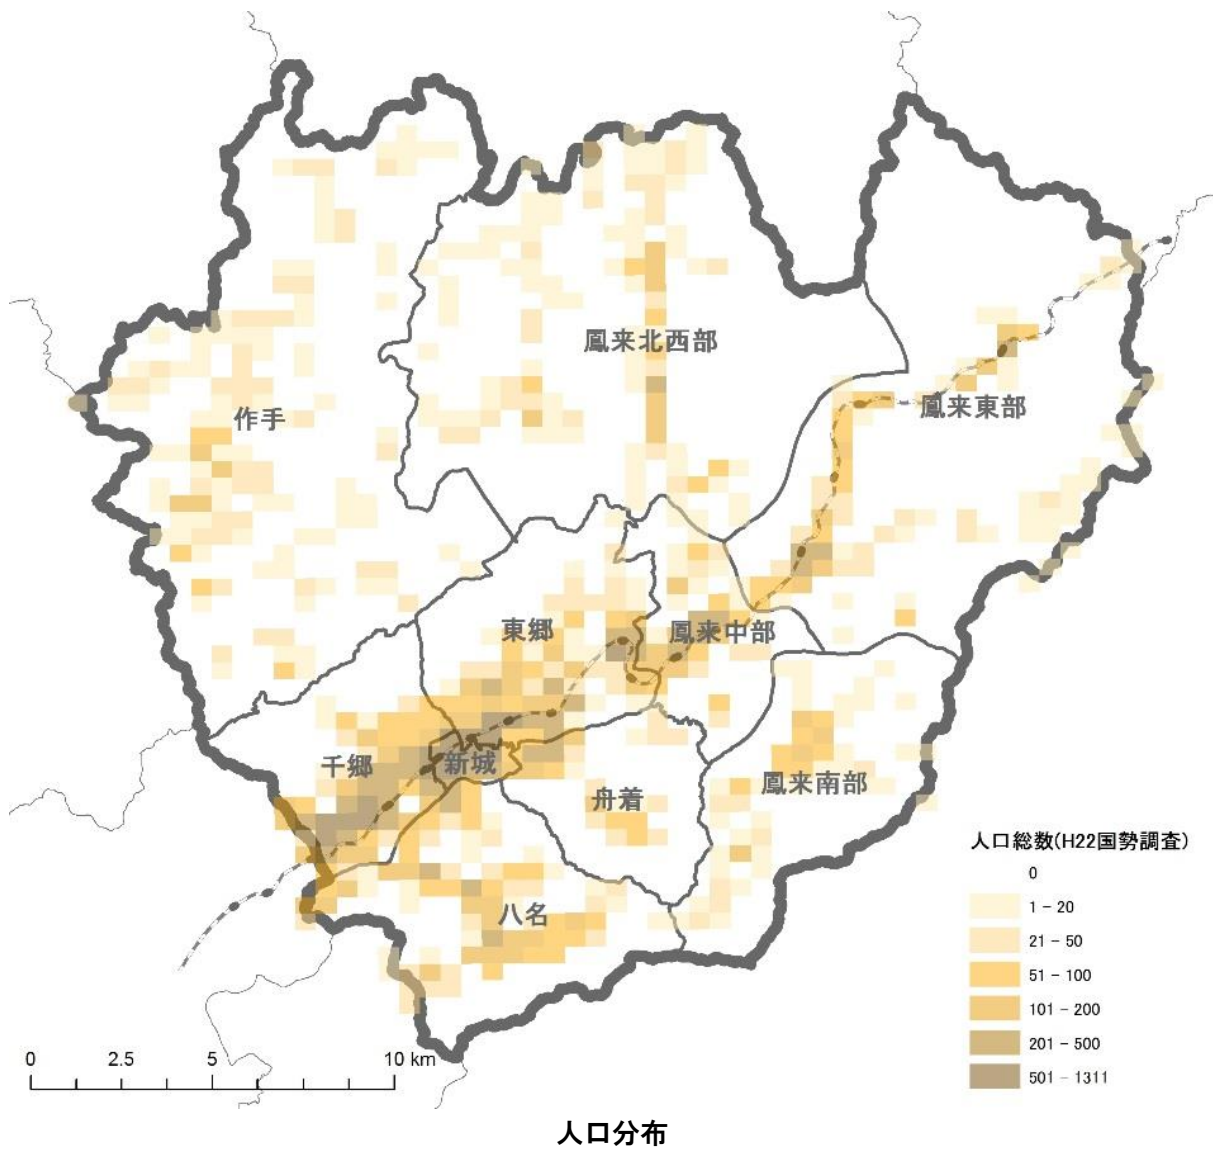 鳳来北西部
鳳来東部
作手
東郷
鳳来中部
千郷
新城
鳳来南部
舟着
八名
人口総数(H22国勢調査)
0
1 - 20
21 - 50
51 - 100
101 - 200
201 - 500
501 - 1311
0 2.5 5 10 km
人口分布